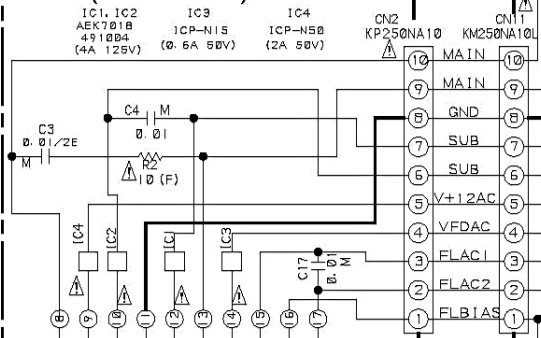 IC1. IC2
AEK7018
491004
(4A 125V)
IC3
ICP-N15
(0.6A 50V)
IC4
ICP-N50
(2A 50V)
CN2
KP250NA10
CN11
KM250NA10L
10 MAIN 10
9 MAIN 9
8 GND 8
7 SUB 7
6 SUB 6
5 V+12AC 5
4 VFDAC 4
3 FLAC1 3
2 FLAC2 2
1 FLBIAS 1
C4 M
0.01
C3
0.01/2E
M
R2
10(F)
IC4
IC2
IC1
IC3
C17
0.01
M
8 9 10 11 12 13 14 15 16 17